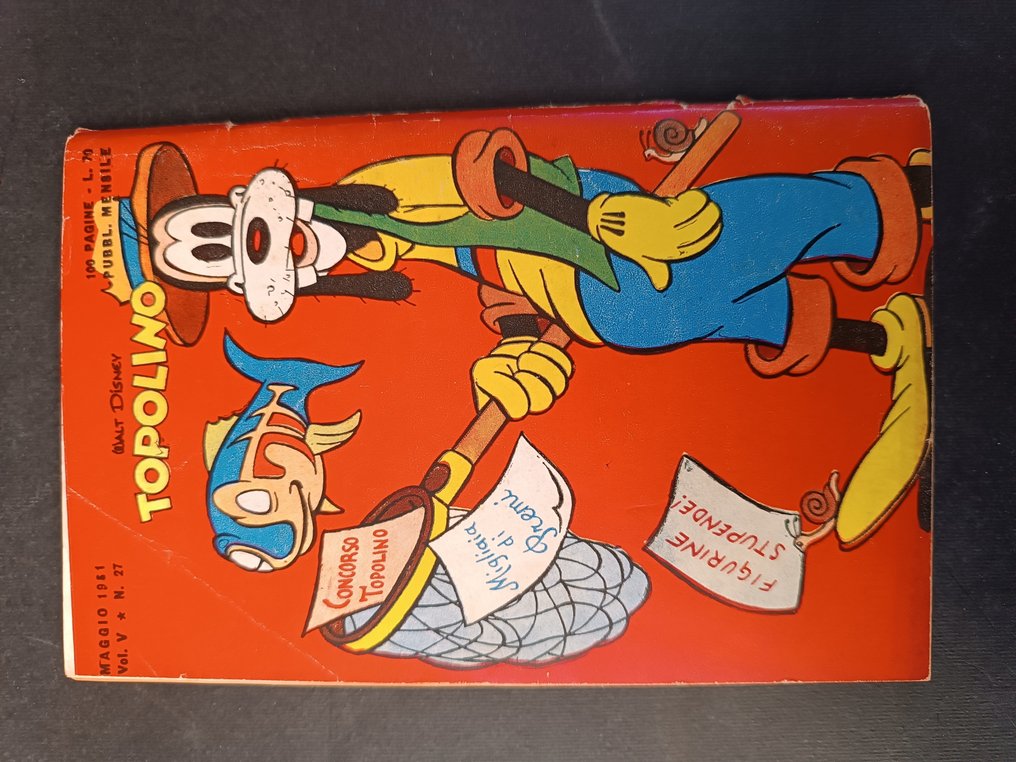 MAGGIO 1951
Vol. V ★ N. 27
WALT DISNEY
TOPOLINO
100 PAGINE - L. 70
PUBBL. MENSILE
CONCORSO
TOPOLINO
Migliaia
di
Premi
FIGURINE
STUPENDE!